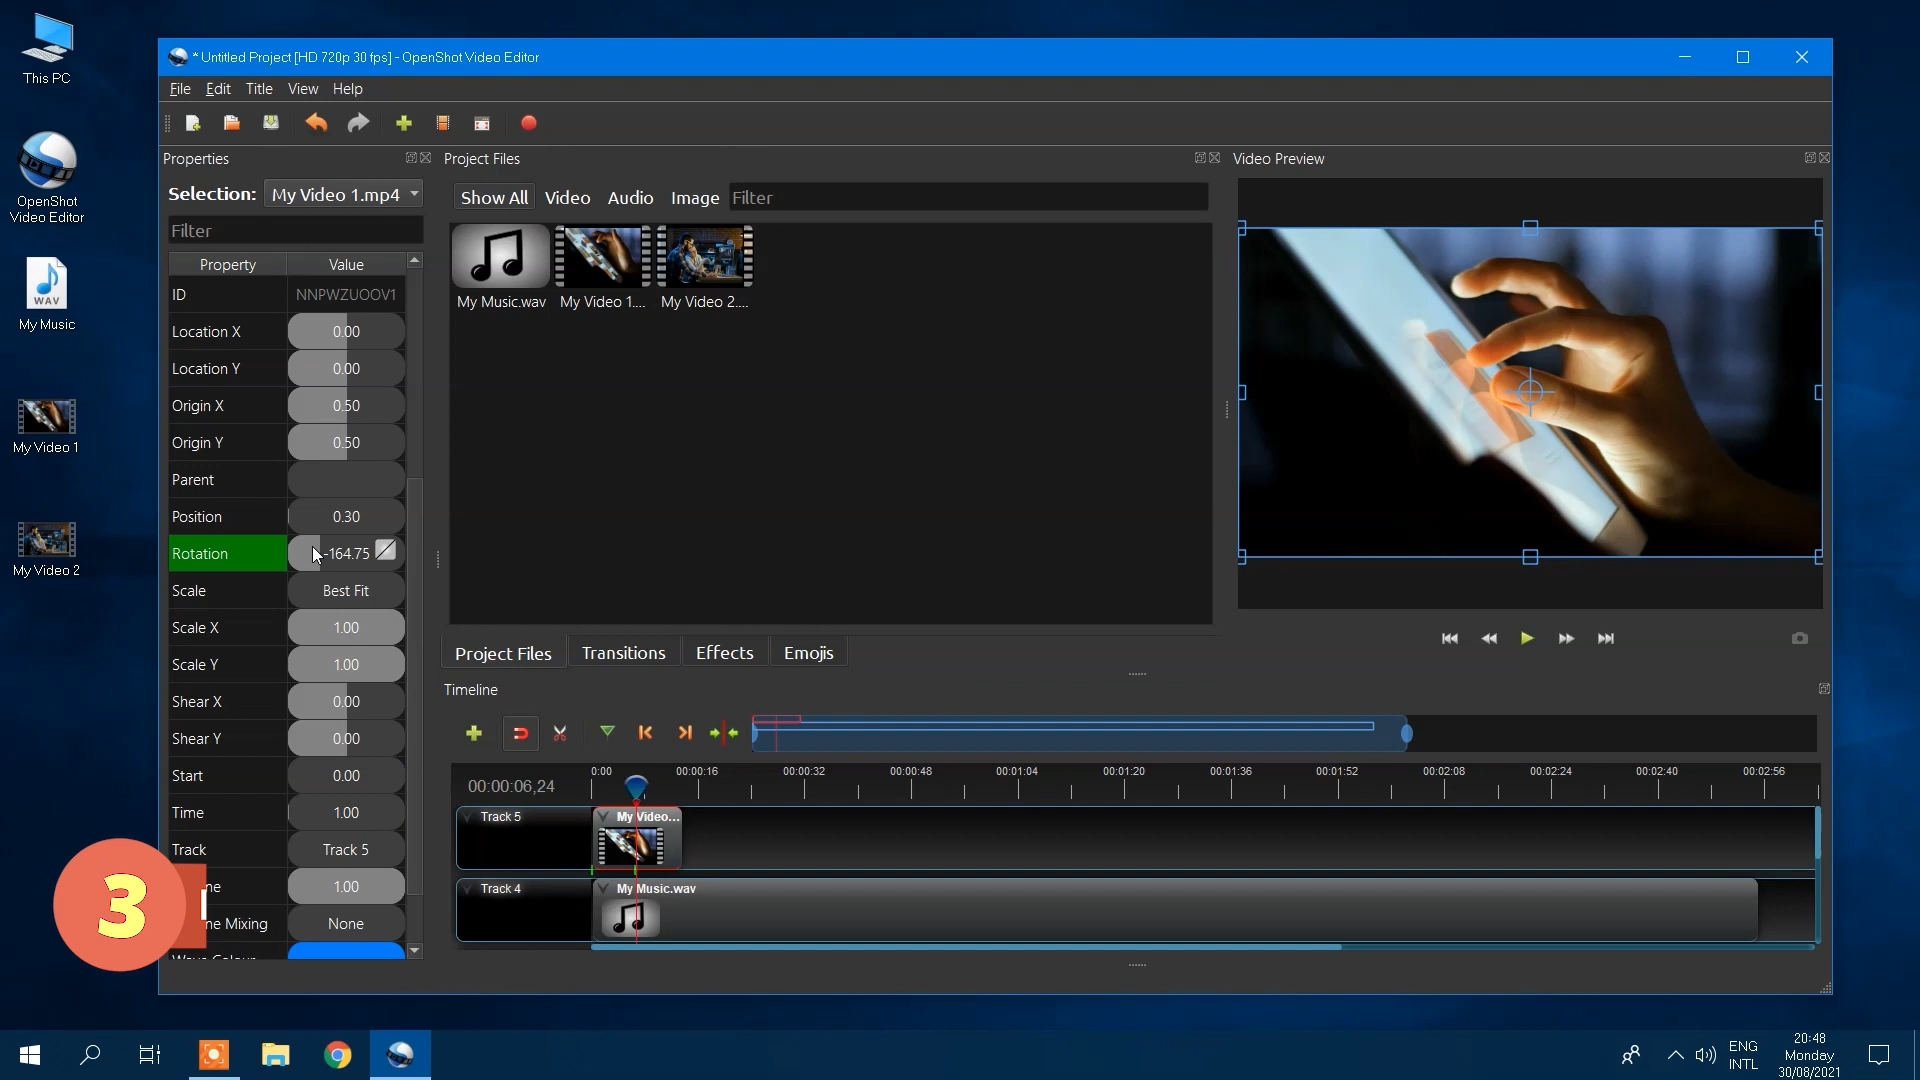 This PC
OpenShot
Video Editor
WAV
My Music
My Video 1
My Video 2
* Untitled Project [HD 720p 30 fps] - OpenShot Video Editor
File Edit Title View Help
Properties
Selection: My Video 1.mp4
Filter
Property Value
ID NNPWZUOOV1
Location X 0.00
Location Y 0.00
Origin X 0.50
Origin Y 0.50
Parent
Position 0.30
Rotation -164.75
Scale Best Fit
Scale X 1.00
Scale Y 1.00
Shear X 0.00
Shear Y 0.00
Start 0.00
Time 1.00
Track Track 5
ne 1.00
ne Mixing None
3
Project Files
Show All Video Audio Image Filter
My Music.wav My Video 1.... My Video 2....
Project Files Transitions Effects Emojis
Video Preview
Timeline
00:00:06,24
0:00 00:00:16 00:00:32 00:00:48 00:01:04 00:01:20 00:01:36 00:01:52 00:02:08 00:02:24 00:02:40 00:02:56
Track 5 My Video...
Track 4 My Music.wav
ENG
INTL
20:48
Monday
30/08/2021